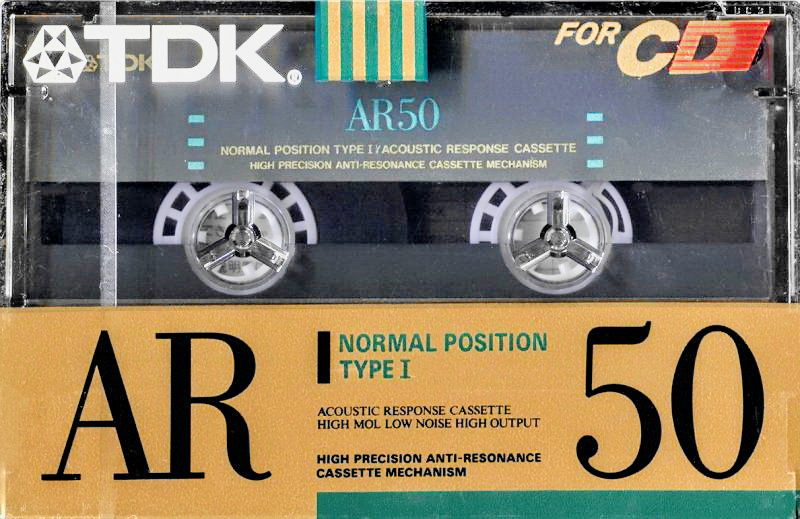 TDK®
TDK
FOR CD
AR50
NORMAL POSITION TYPE I/ACOUSTIC RESPONSE CASSETTE
HIGH PRECISION ANTI-RESONANCE CASSETTE MECHANISM
AR
NORMAL POSITION
TYPE I
50
ACOUSTIC RESPONSE CASSETTE
HIGH MOL LOW NOISE HIGH OUTPUT
HIGH PRECISION ANTI-RESONANCE
CASSETTE MECHANISM